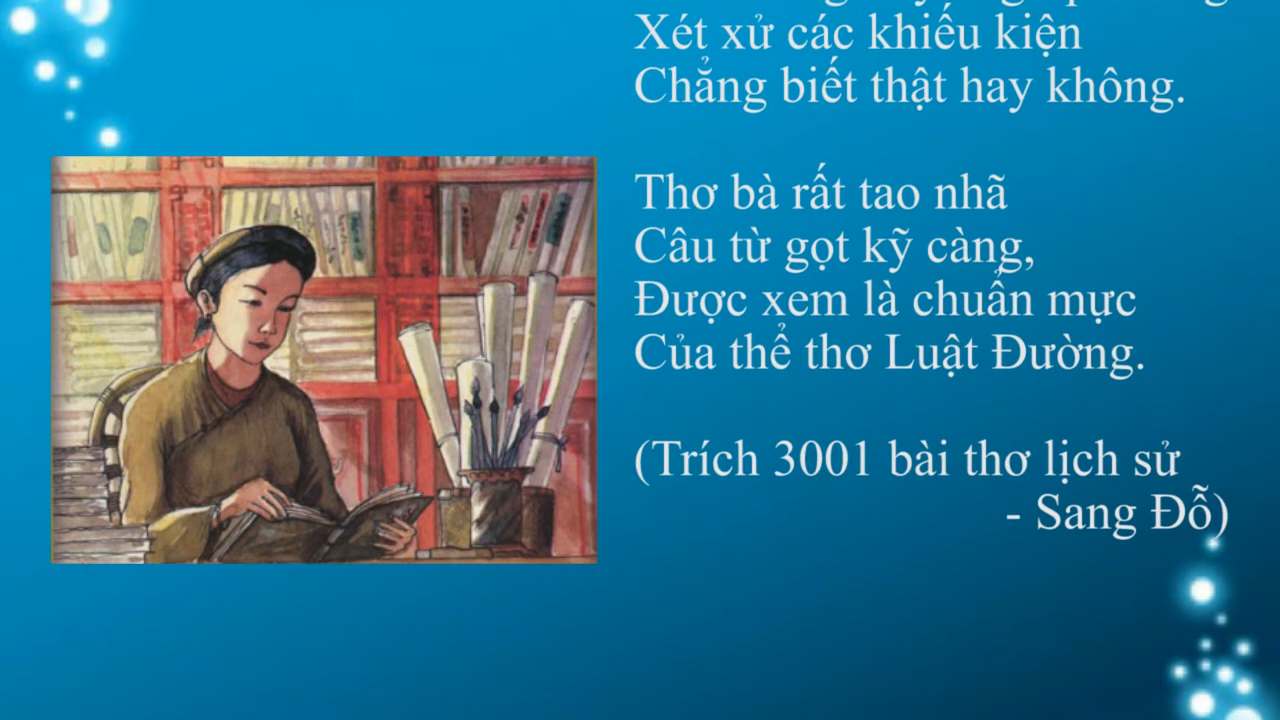 Xét xử các khiếu kiện
Chẳng biết thật hay không.
Thơ bà rất tao nhã
Câu từ gọt kỹ càng,
Được xem là chuẩn mực
Của thể thơ Luật Đường.
(Trích 3001 bài thơ lịch sử
- Sang Đỗ)